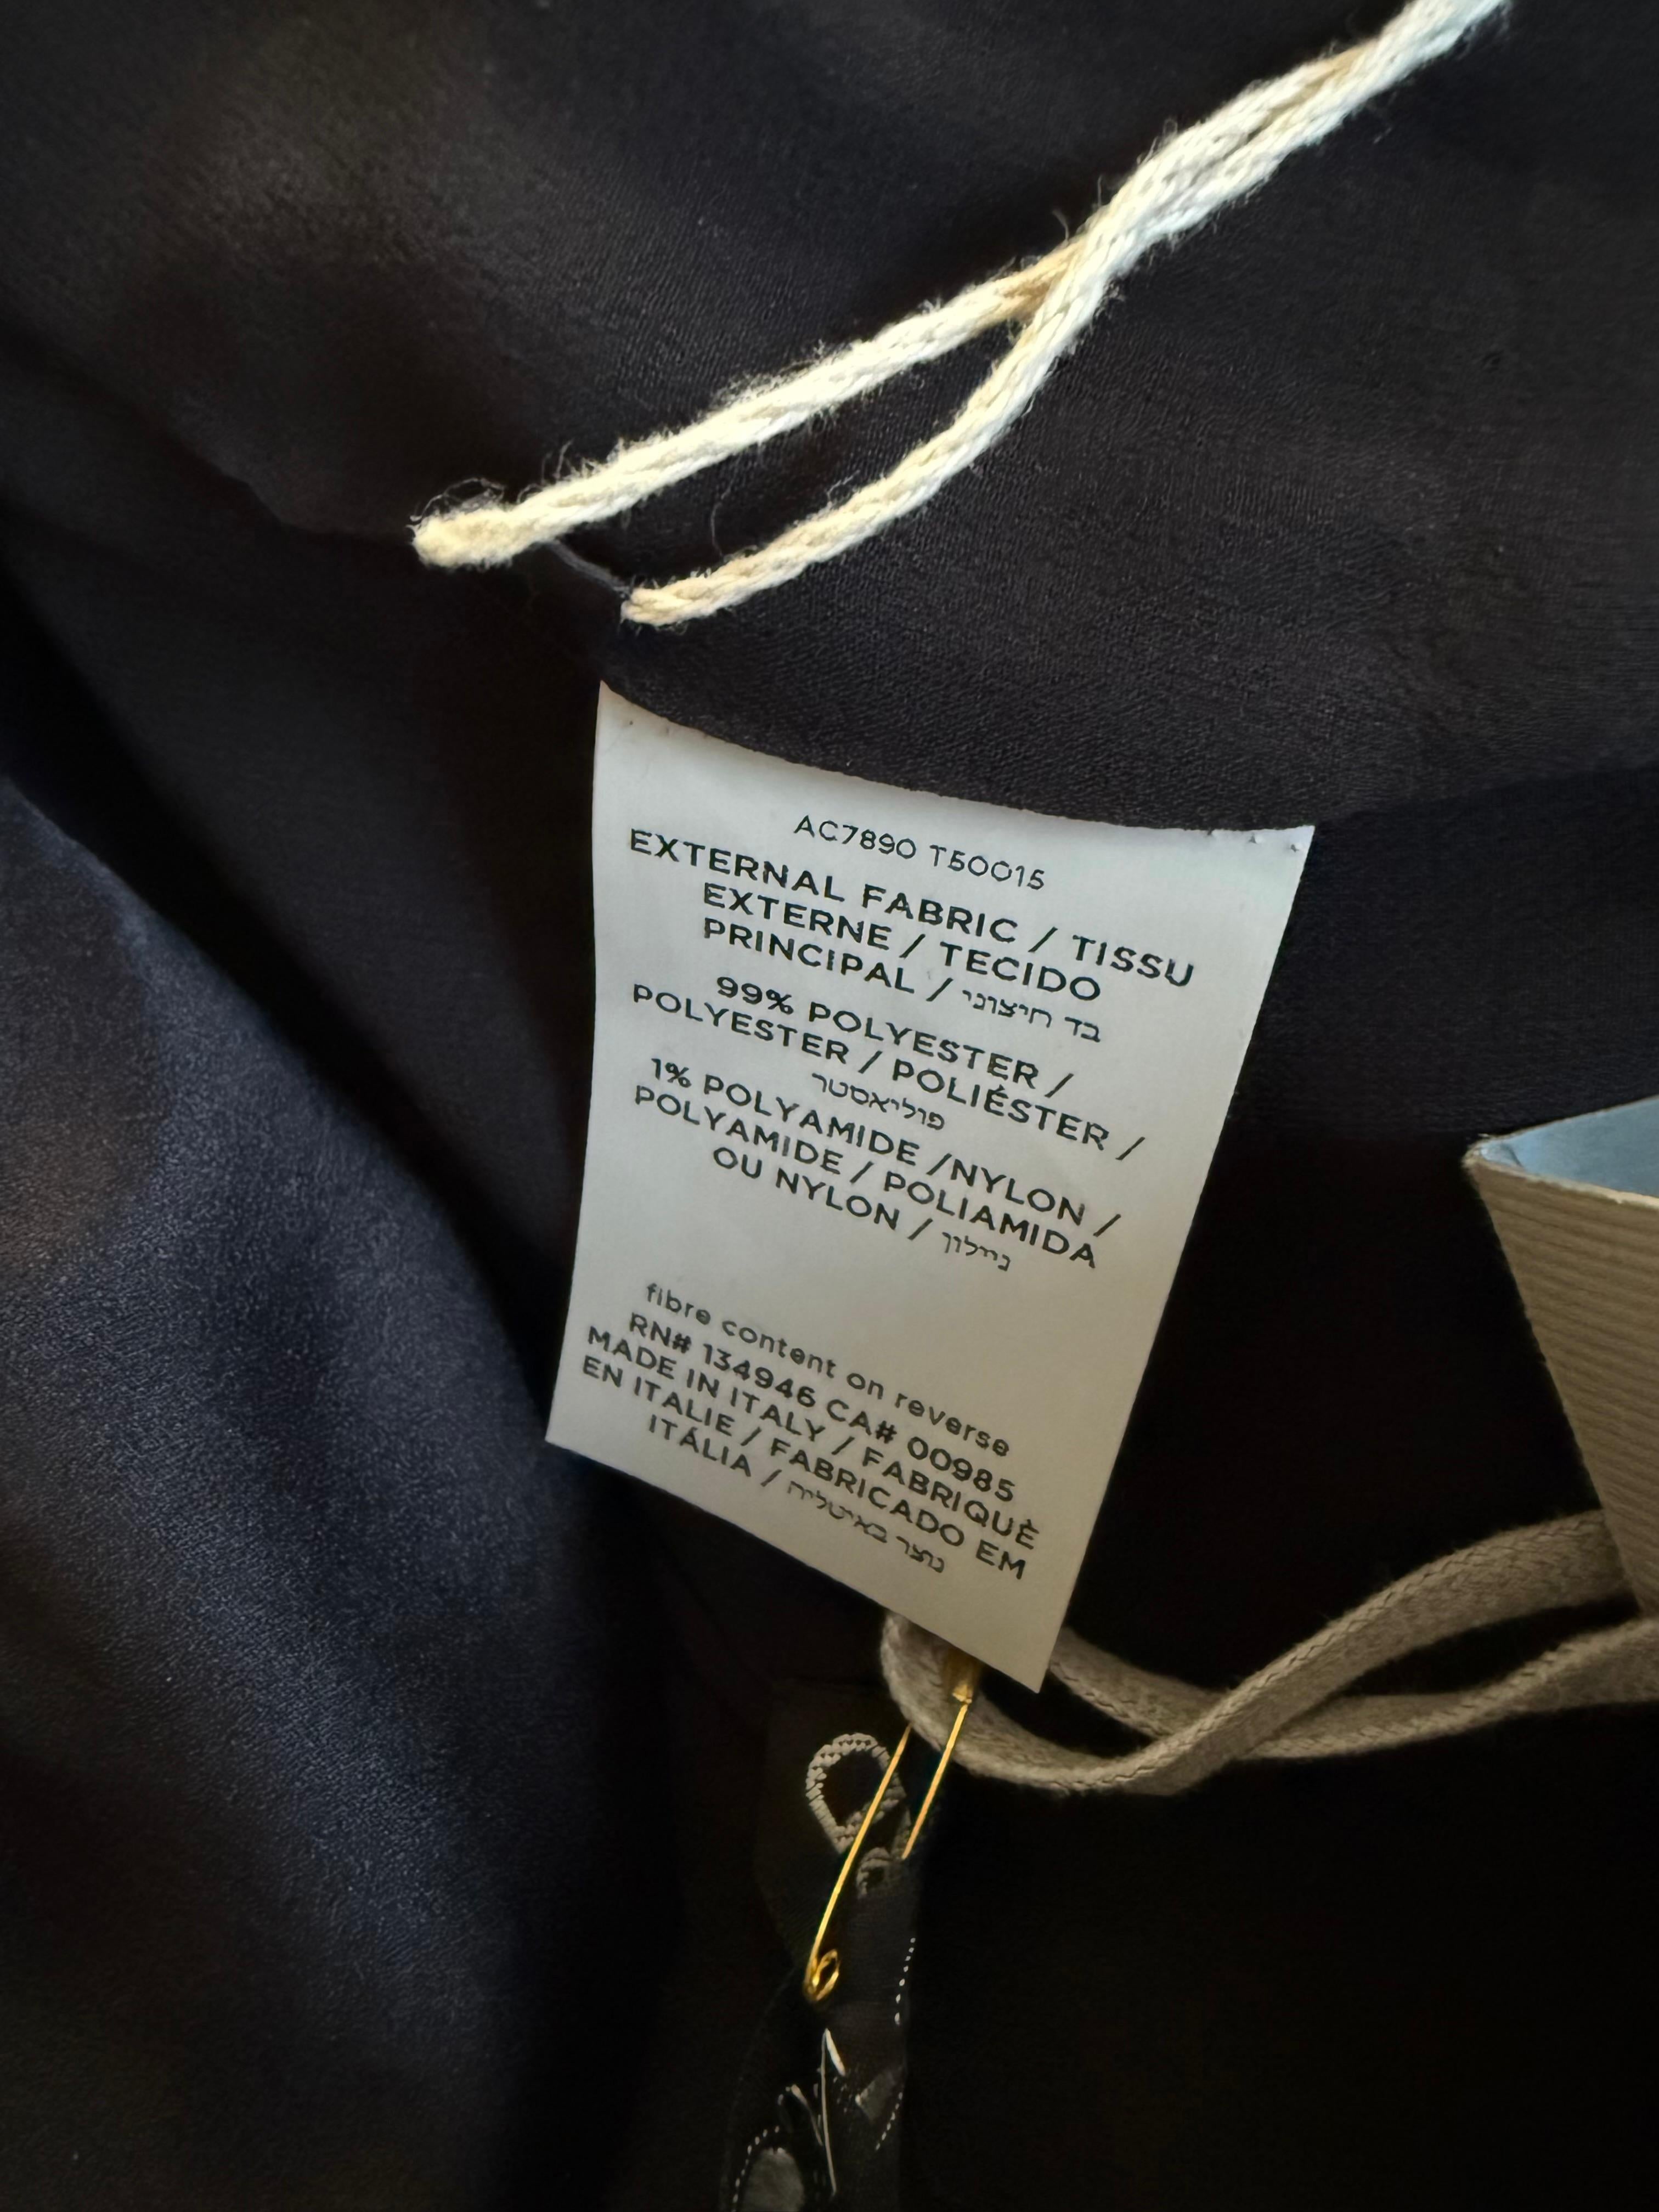 AC7890 T50015
EXTERNAL FABRIC / TISSU
EXTERNE / TECIDO
PRINCIPAL / בד חיצוני
99% POLYESTER /
POLYESTER / POLIÉSTER /
פוליאסטר
1% POLYAMIDE /NYLON /
POLYAMIDE / POLIAMIDA
OU NYLON / ניילון
fibre content on reverse
RN# 134946 CA# 00985
MADE IN ITALY / FABRIQUÈ
EN ITALIE / FABRICADO EM
ITÁLIA / נוצר באיטליה